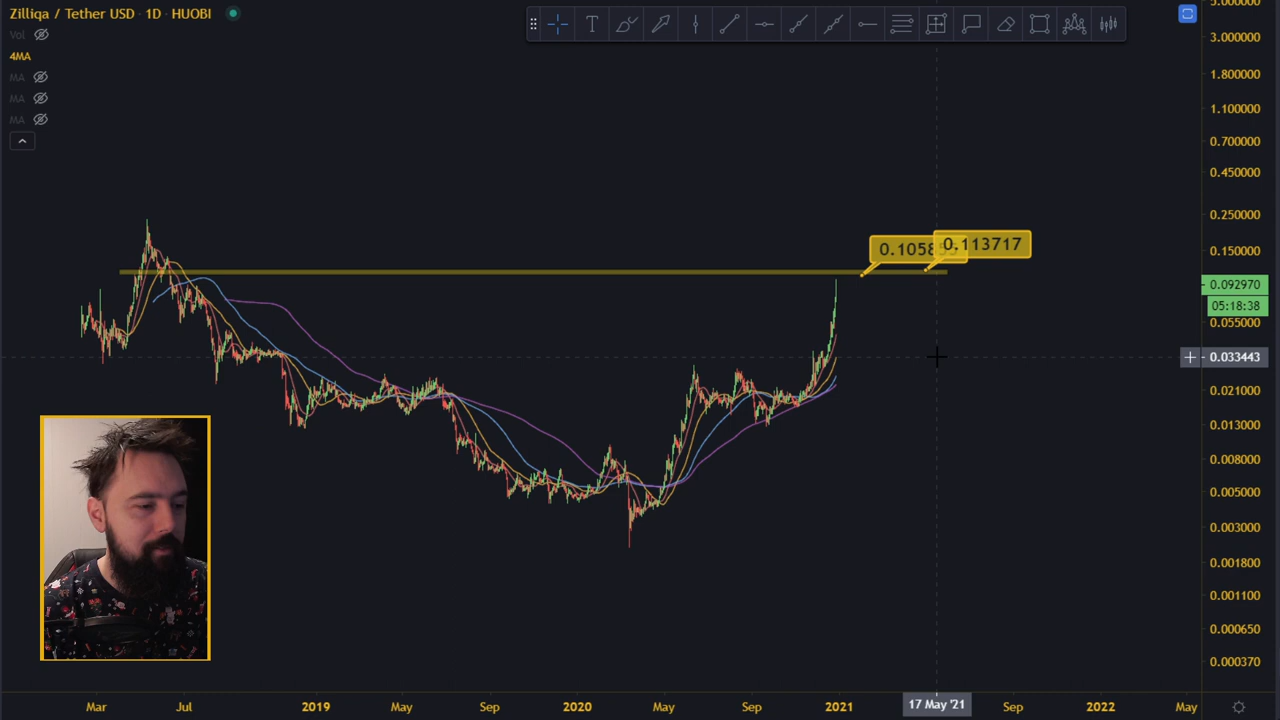 Zilliqa / Tether USD · 1D · HUOBI
Vol
4MA
MA
MA
MA
T
0.113717
5.000000
3.000000
1.800000
1.100000
0.700000
0.450000
0.250000
0.150000
0.092970
05:18:38
0.055000
0.033443
0.021000
0.013000
0.008000
0.005000
0.003000
0.001800
0.001100
0.000650
0.000370
Mar Jul 2019 May Sep 2020 May Sep 2021 17 May '21 Sep 2022 May